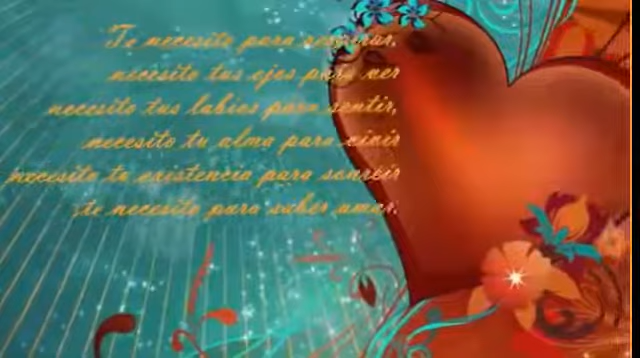 Te necesito para respirar,
necesito tus ojos para ver
necesito tus labios para sentir,
necesito tu alma para vivir
necesito tu existencia para sonreir
te necesito para saber amar.